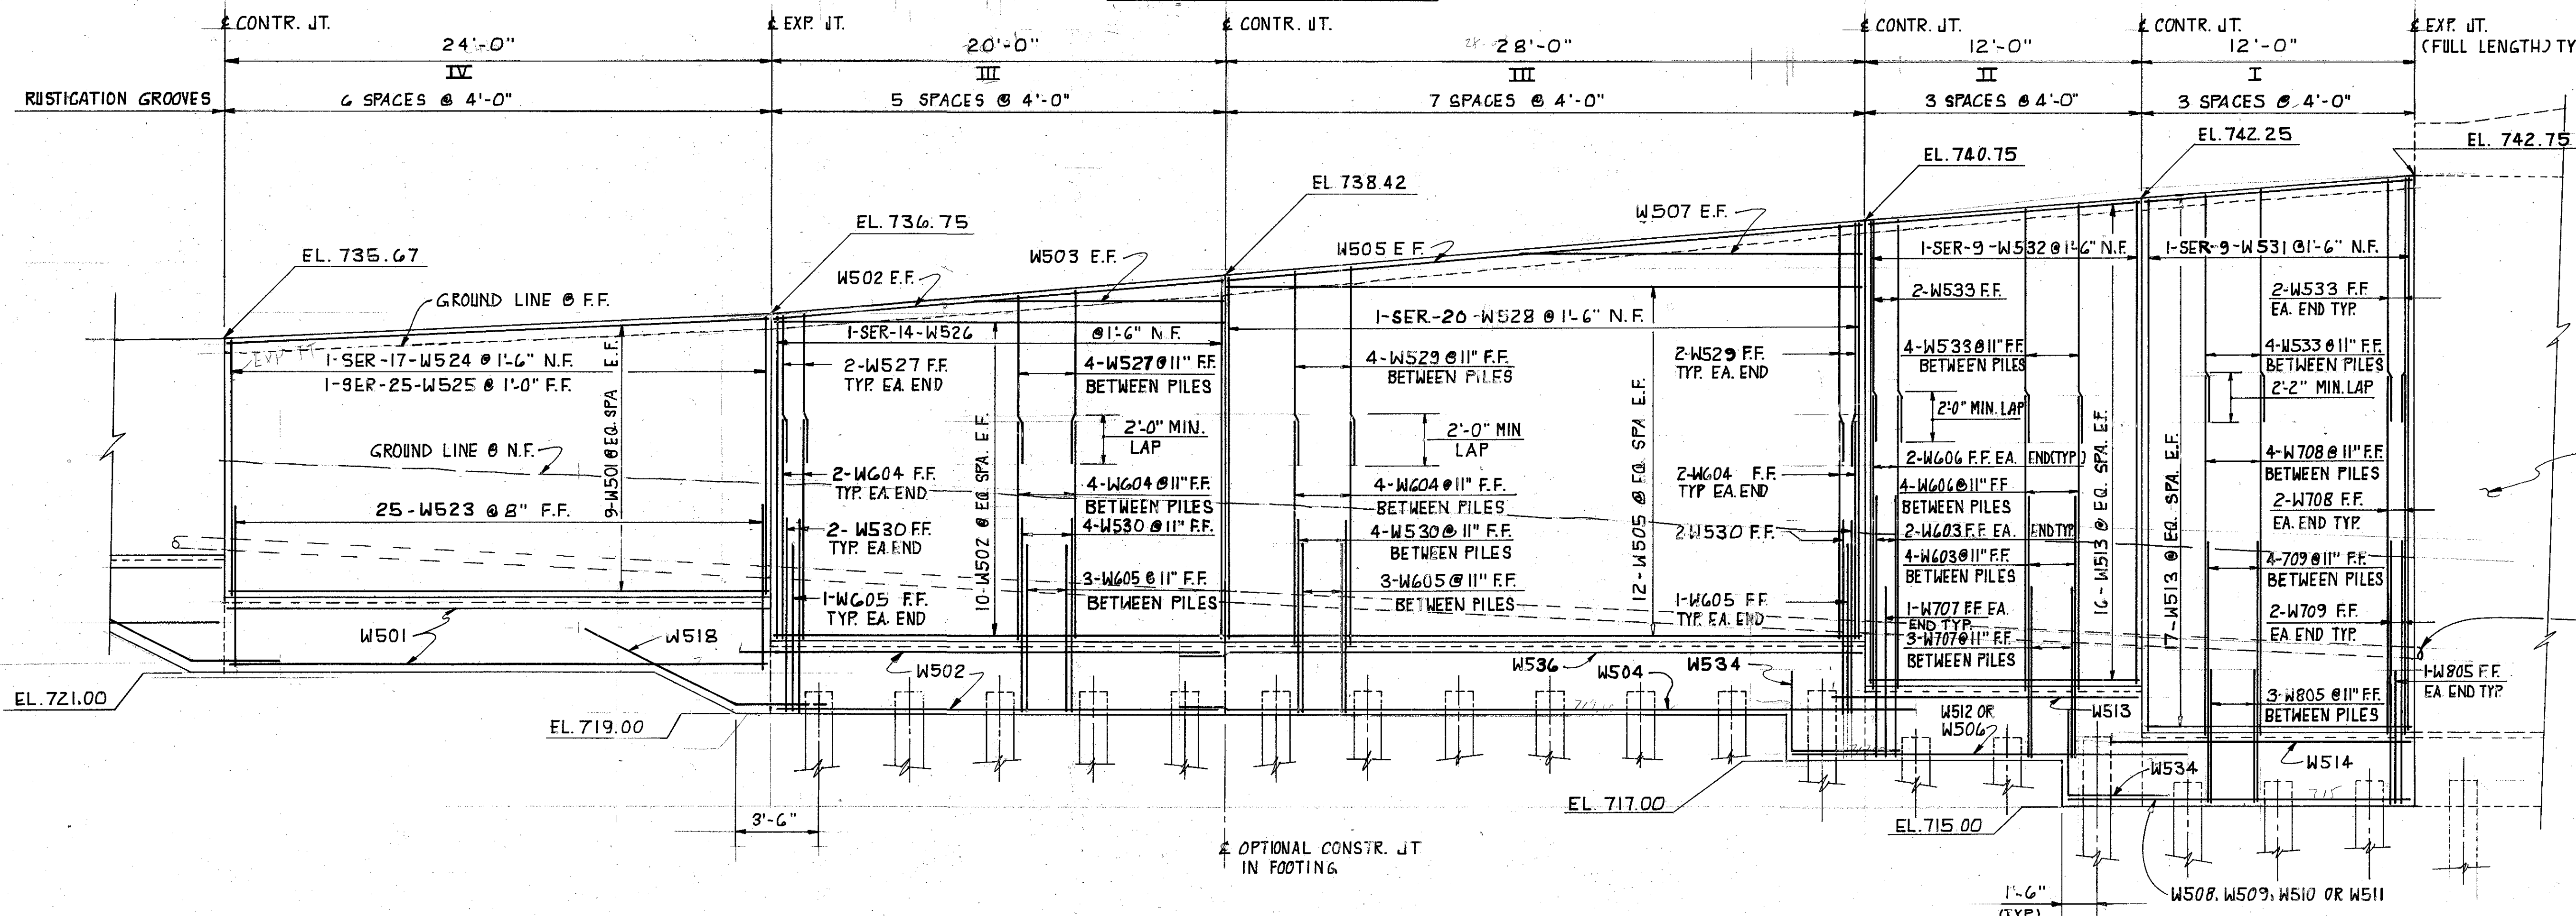 ℄ CONTR. JT.
℄ EXP. JT.
℄ CONTR. JT.
℄ CONTR. JT.
℄ CONTR. JT.
℄ EXP. JT.
(FULL LENGTH) TY
24'-0"
20'-0"
28'-0"
12'-0"
12'-0"
IV
III
III
II
I
RUSTICATION GROOVES
6 SPACES @ 4'-0"
5 SPACES @ 4'-0"
7 SPACES @ 4'-0"
3 SPACES @ 4'-0"
3 SPACES @ 4'-0"
EL. 735.67
EL. 736.75
EL. 738.42
EL. 740.75
EL. 742.25
EL. 742.75
GROUND LINE @ F.F.
W502 E.F.
W503 E.F.
W505 E.F.
W507 E.F.
1-SER-17-W524 @ 1'-6" N.F.
1-SER-25-W525 @ 1'-0" F.F.
GROUND LINE @ N.F.
25-W523 @ 8" F.F.
9-W501 @ EQ. SPA. E.F.
W501
W518
EL. 721.00
EL. 719.00
3'-6"
1-SER-14-W526 @ 1'-6" N.F.
2-W527 F.F.
TYP. EA. END
4-W527 @ 11" F.F.
BETWEEN PILES
2'-0" MIN.
LAP
2-W604 F.F.
TYP. EA. END
4-W604 @ 11" F.F.
BETWEEN PILES
2-W530 F.F.
TYP. EA. END
4-W530 @ 11" F.F.
1-W605 F.F.
TYP. EA. END
3-W605 @ 11" F.F.
BETWEEN PILES
10-W502 @ EQ. SPA. E.F.
W502
1-SER.-20-W528 @ 1'-6" N.F.
4-W529 @ 11" F.F.
BETWEEN PILES
2'-0" MIN
LAP
4-W604 @ 11" F.F.
BETWEEN PILES
4-W530 @ 11" F.F.
BETWEEN PILES
3-W605 @ 11" F.F.
BETWEEN PILES
12-W505 @ EQ. SPA E.F.
2-W529 F.F.
TYP. EA. END
2-W604 F.F.
TYP EA. END
2-W530 F.F.
1-W605 F.F.
TYP. EA. END
W536
W504
W534
℄ OPTIONAL CONSTR. JT
IN FOOTING
1-SER-9-W532 @ 1'-6" N.F.
2-W533 F.F.
4-W533 @ 11" F.F.
BETWEEN PILES
2'-0" MIN. LAP
2-W606 F.F. EA. END (TYP.)
4-W606 @ 11" F.F
BETWEEN PILES
2-W603 F.F. EA. END TYP.
4-W603 @ 11" F.F.
BETWEEN PILES
1-W707 F.F. EA.
END TYP.
3-W707 @ 11" F.F.
BETWEEN PILES
16-W513 @ EQ. SPA. E.F.
W512 OR
W506
W513
EL. 717.00
W534
EL. 715.00
1-SER-9-W531 @ 1'-6" N.F.
2-W533 F.F
EA. END TYP.
4-W533 @ 11" F.F.
BETWEEN PILES
2'-2" MIN. LAP
4-W708 @ 11" F.F.
BETWEEN PILES
2-W708 F.F.
EA. END TYP.
4-709 @ 11" F.F.
BETWEEN PILES
2-W709 F.F.
EA END TYP.
1-W805 F.F.
EA. END TYP
3-W805 @ 11" F.F.
BETWEEN PILES
17-W513 @ EQ. SPA. E.F.
W514
715
1'-6"
(TYP)
W508, W509, W510 OR W511